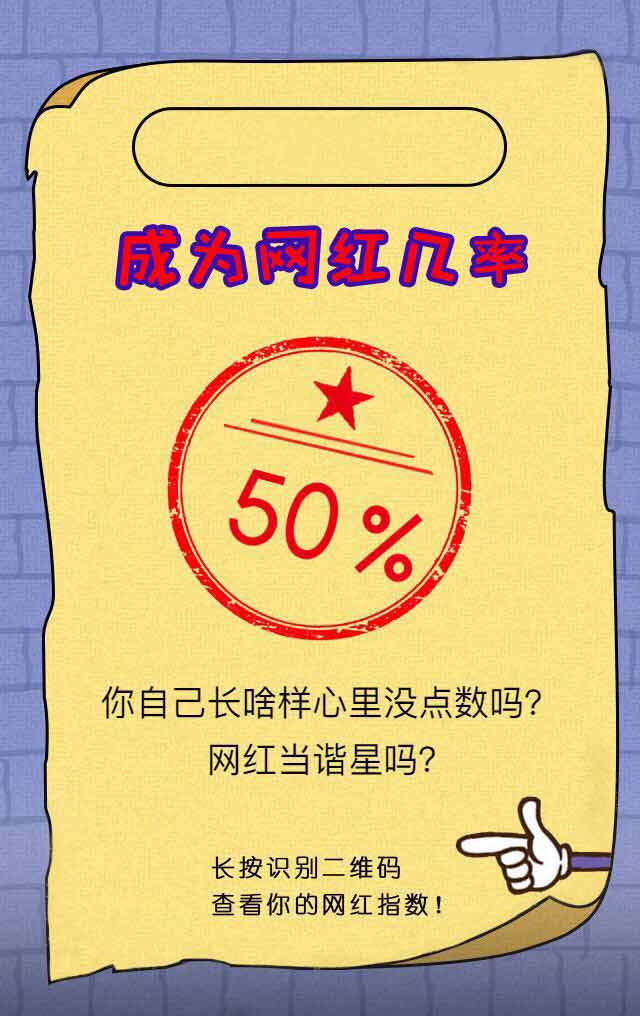 成为网红几率
50%
你自己长啥样心里没点数吗?
网红当谐星吗?
长按识别二维码
查看你的网红指数!